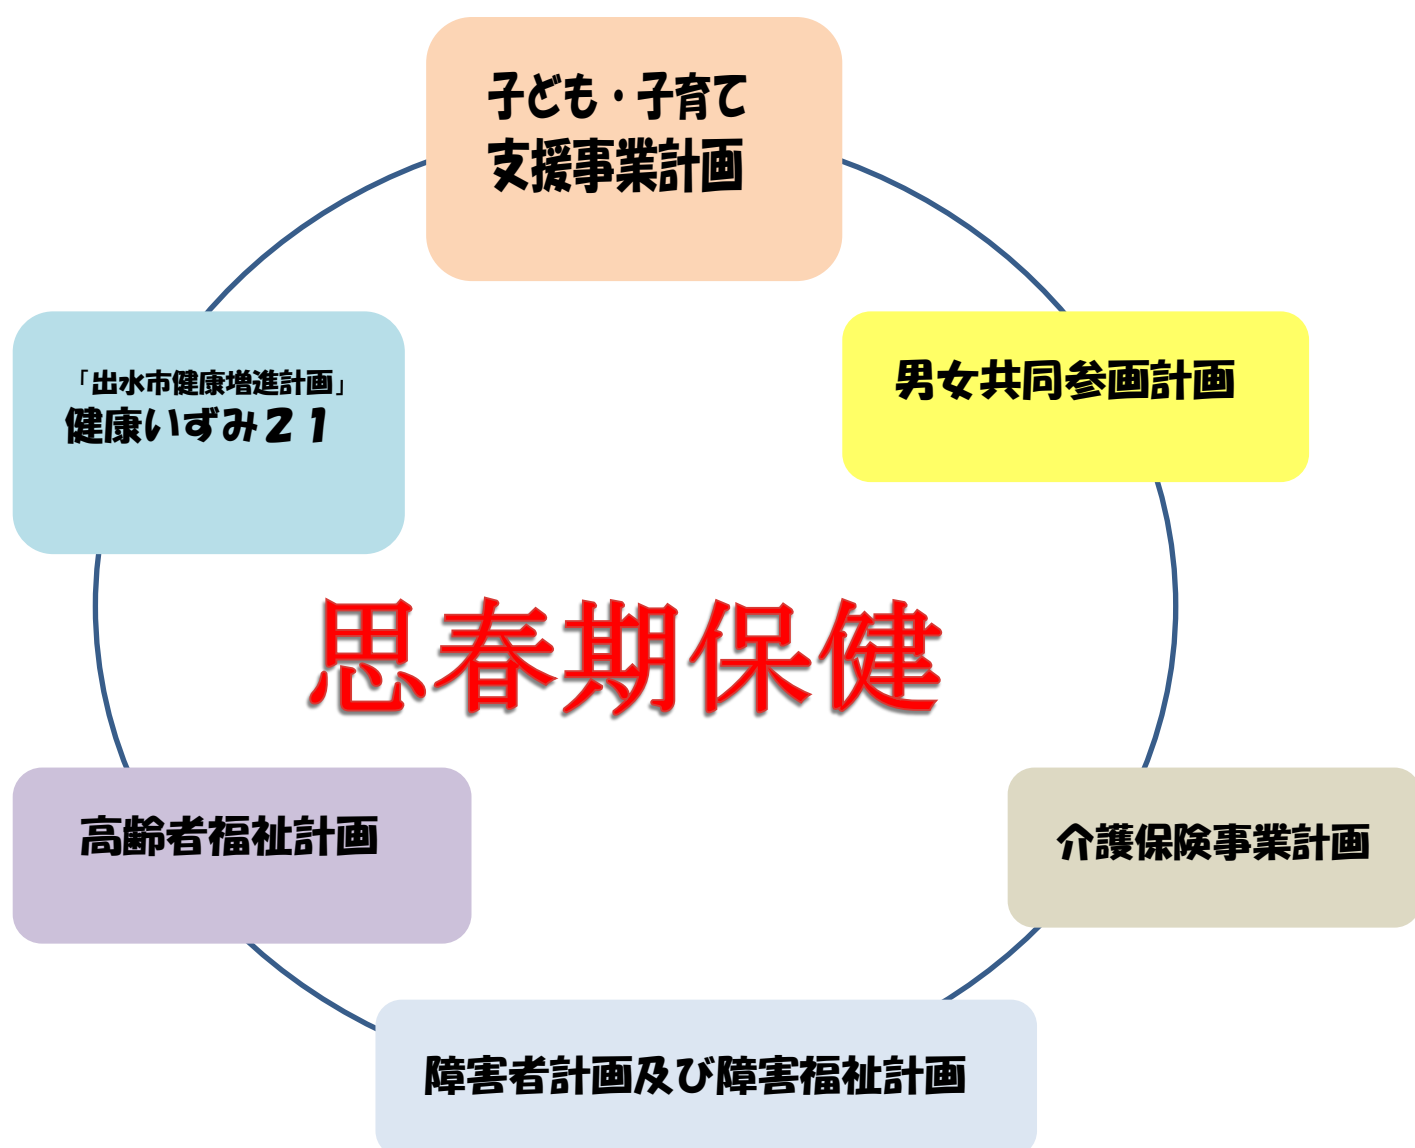 子ども・子育て
支援事業計画
「出水市健康増進計画」
健康いずみ２１
男女共同参画計画
思春期保健
高齢者福祉計画
介護保険事業計画
障害者計画及び障害福祉計画